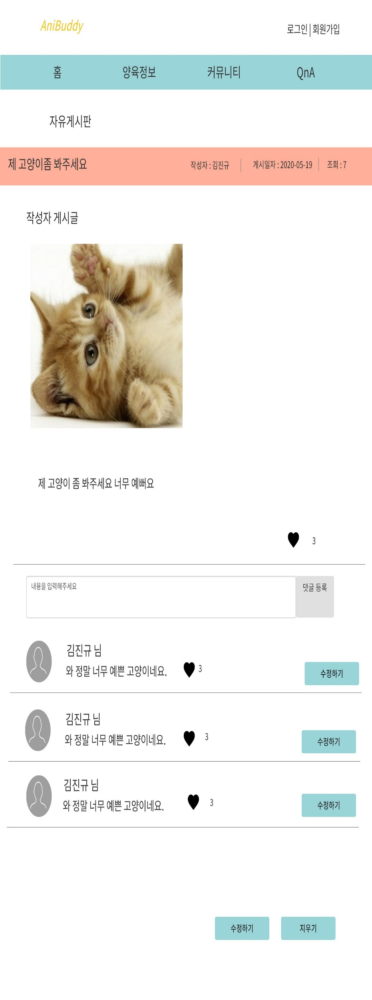 AniBuddy
로그인 | 회원가입
홈 양육정보 커뮤니티 QnA
자유게시판
제 고양이좀 봐주세요 작성자 : 김진규 게시일자 : 2020-05-19 조회 : 7
작성자 게시글
제 고양이 좀 봐주세요 너무 예뻐요
3
내용을 입력해주세요 댓글 등록
김진규 님
와 정말 너무 예쁜 고양이네요. 3 수정하기
김진규 님
와 정말 너무 예쁜 고양이네요. 3 수정하기
김진규 님
와 정말 너무 예쁜 고양이네요. 3 수정하기
수정하기 지우기